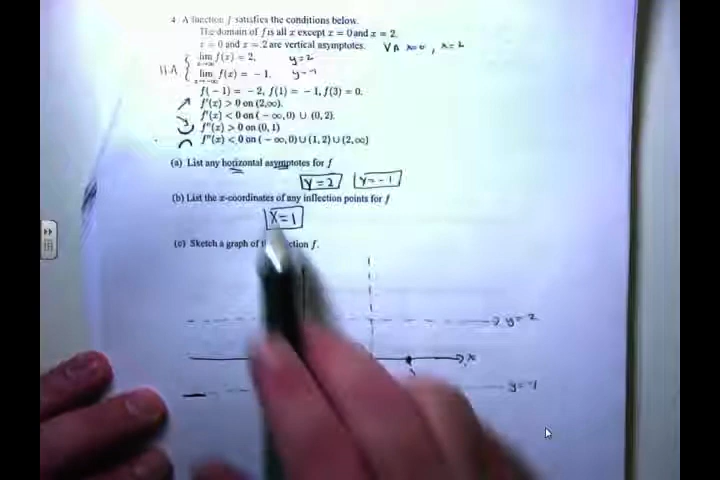 4. A function f satisfies the conditions below.
The domain of f is all x except x = 0 and x = 2.
x = 0 and x = 2 are vertical asymptotes. VA x=0, x=2
HA lim f(x) = 2, y=2
lim f(x) = -1. y=-1
f(-1) = -2, f(1) = -1, f(3) = 0.
f'(x) > 0 on (2,∞).
f'(x) < 0 on (-∞,0) ∪ (0,2).
f''(x) > 0 on (0,1)
f''(x) < 0 on (-∞,0) ∪ (1,2) ∪ (2,∞)
(a) List any horizontal asymptotes for f
y=2 y=-1
(b) List the x-coordinates of any inflection points for f
x=1
(c) Sketch a graph of f.
y=2
x
y=-1